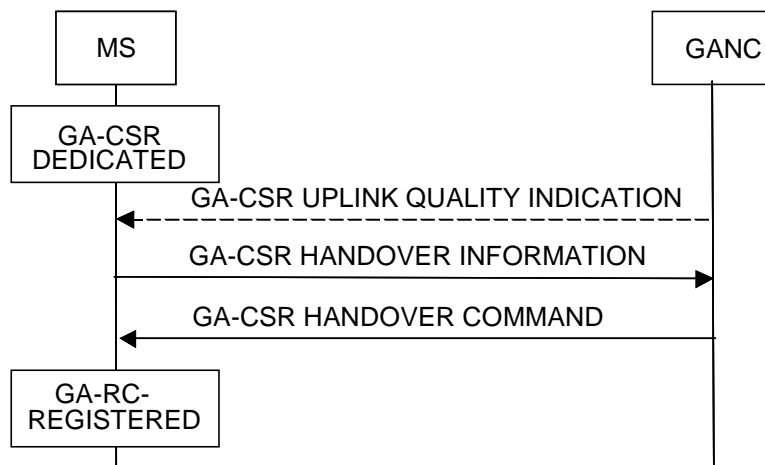 MS
GANC
GA-CSR
DEDICATED
GA-CSR UPLINK QUALITY INDICATION
GA-CSR HANDOVER INFORMATION
GA-CSR HANDOVER COMMAND
GA-RC-
REGISTERED